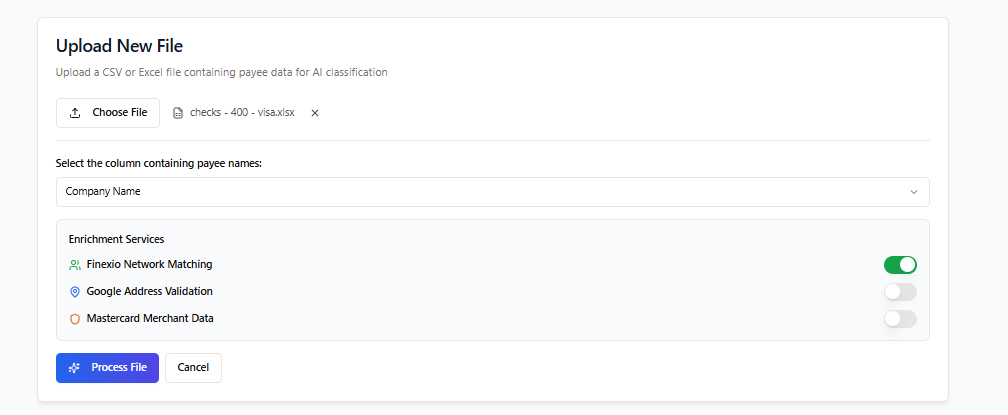 Upload New File
Upload a CSV or Excel file containing payee data for AI classification
Choose File checks - 400 - visa.xlsx
Select the column containing payee names:
Company Name
Enrichment Services
Finexio Network Matching
Google Address Validation
Mastercard Merchant Data
Process File Cancel